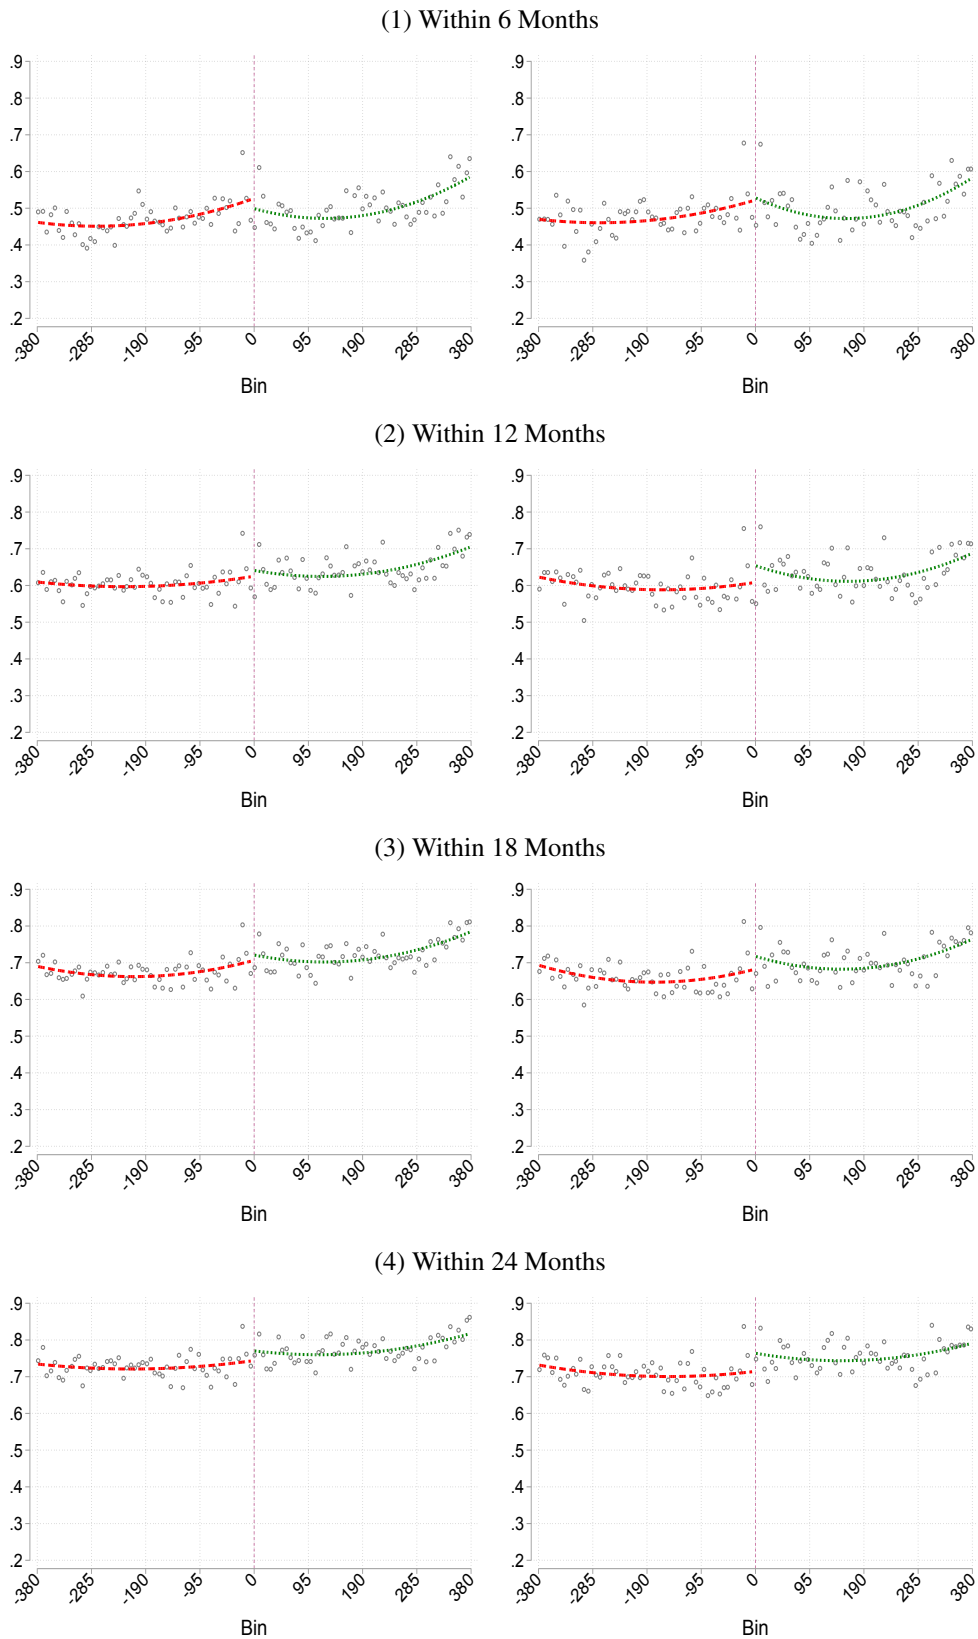 (1) Within 6 Months
.9 .9
.8 .8
.7 .7
.6 .6
.5 .5
.4 .4
.3 .3
.2 .2
-380 -285 -190 -95 0 95 190 285 380 -380 -285 -190 -95 0 95 190 285 380
Bin Bin
(2) Within 12 Months
.9 .9
.8 .8
.7 .7
.6 .6
.5 .5
.4 .4
.3 .3
.2 .2
-380 -285 -190 -95 0 95 190 285 380 -380 -285 -190 -95 0 95 190 285 380
Bin Bin
(3) Within 18 Months
.9 .9
.8 .8
.7 .7
.6 .6
.5 .5
.4 .4
.3 .3
.2 .2
-380 -285 -190 -95 0 95 190 285 380 -380 -285 -190 -95 0 95 190 285 380
Bin Bin
(4) Within 24 Months
.9 .9
.8 .8
.7 .7
.6 .6
.5 .5
.4 .4
.3 .3
.2 .2
-380 -285 -190 -95 0 95 190 285 380 -380 -285 -190 -95 0 95 190 285 380
Bin Bin